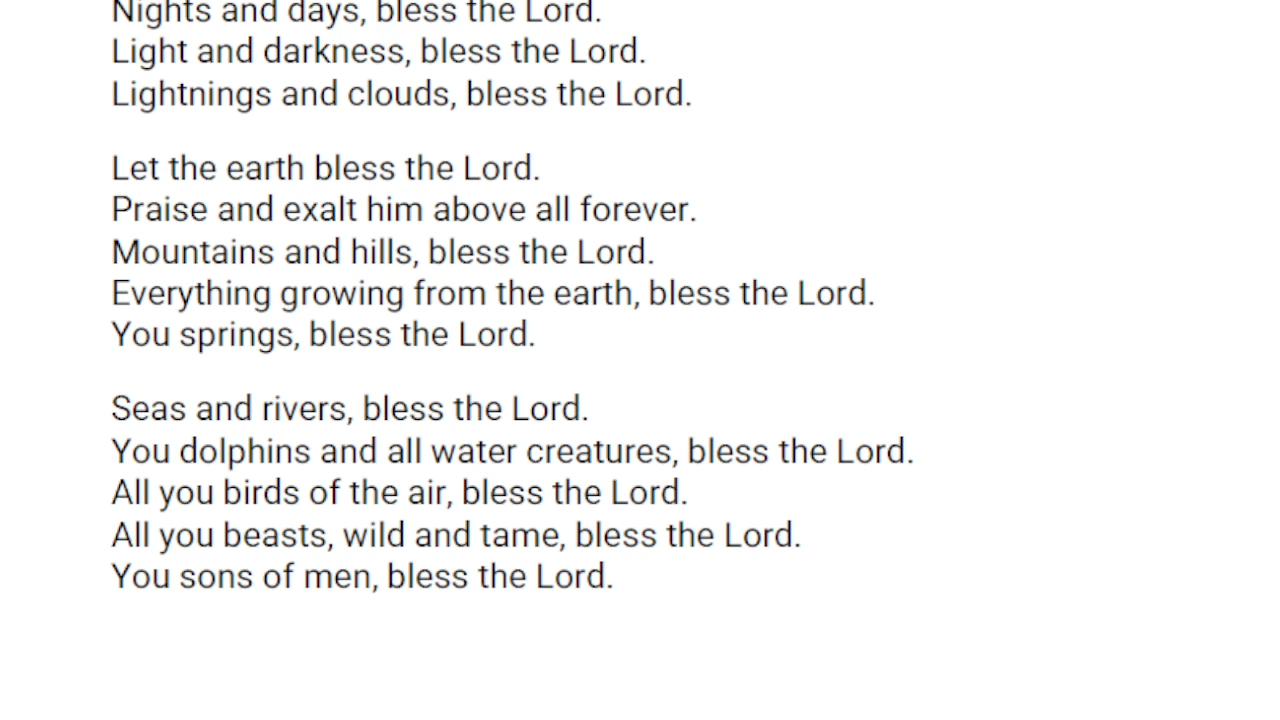 Nights and days, bless the Lord.
Light and darkness, bless the Lord.
Lightnings and clouds, bless the Lord.
Let the earth bless the Lord.
Praise and exalt him above all forever.
Mountains and hills, bless the Lord.
Everything growing from the earth, bless the Lord.
You springs, bless the Lord.
Seas and rivers, bless the Lord.
You dolphins and all water creatures, bless the Lord.
All you birds of the air, bless the Lord.
All you beasts, wild and tame, bless the Lord.
You sons of men, bless the Lord.